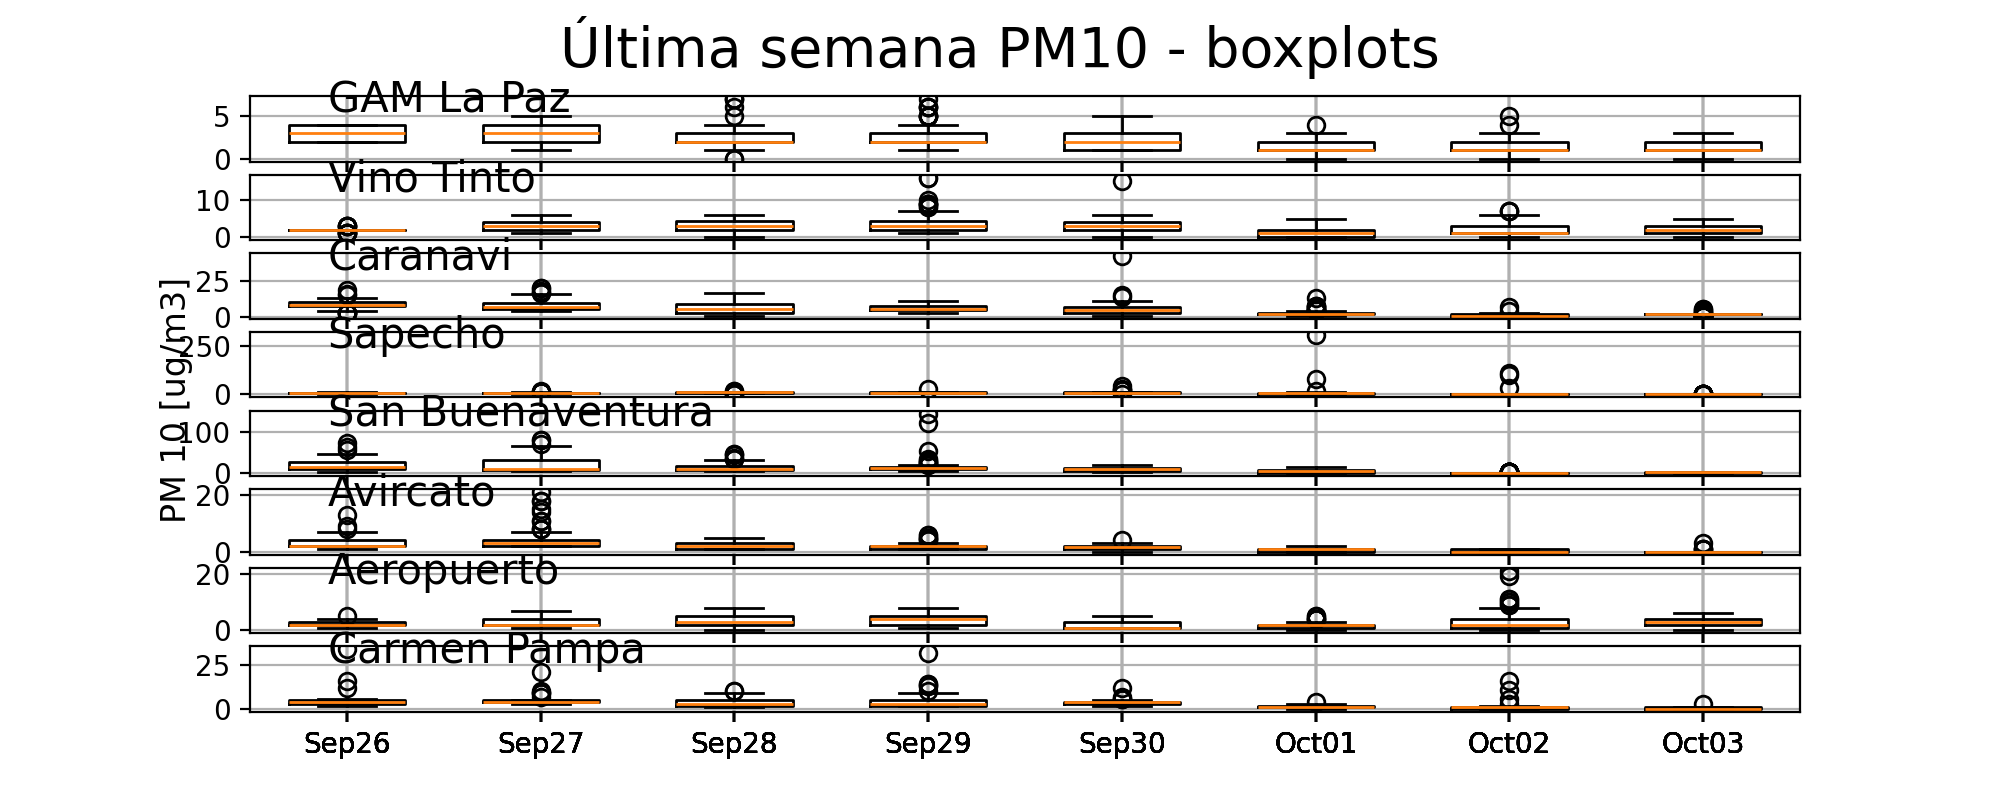 Última semana PM10 - boxplots
GAM La Paz
5
0
Vino Tinto
10
0
Caranavi
25
0
Sapecho
250
0
San Buenaventura
100
0
Avircato
20
0
Aeropuerto
20
0
Carmen Pampa
25
0
PM 10 [ug/m3]
Sep26 Sep27 Sep28 Sep29 Sep30 Oct01 Oct02 Oct03